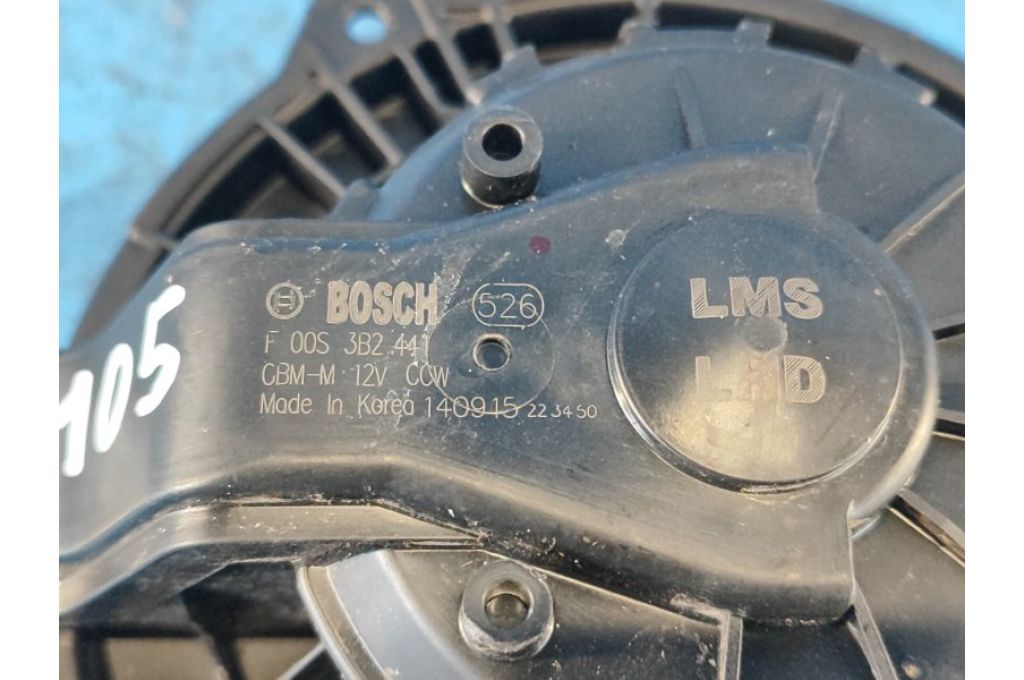 105
BOSCH 526
F 00S 3B2 441
CBM-M 12V CCW
Made In Korea 140915 22 34 50
LMS